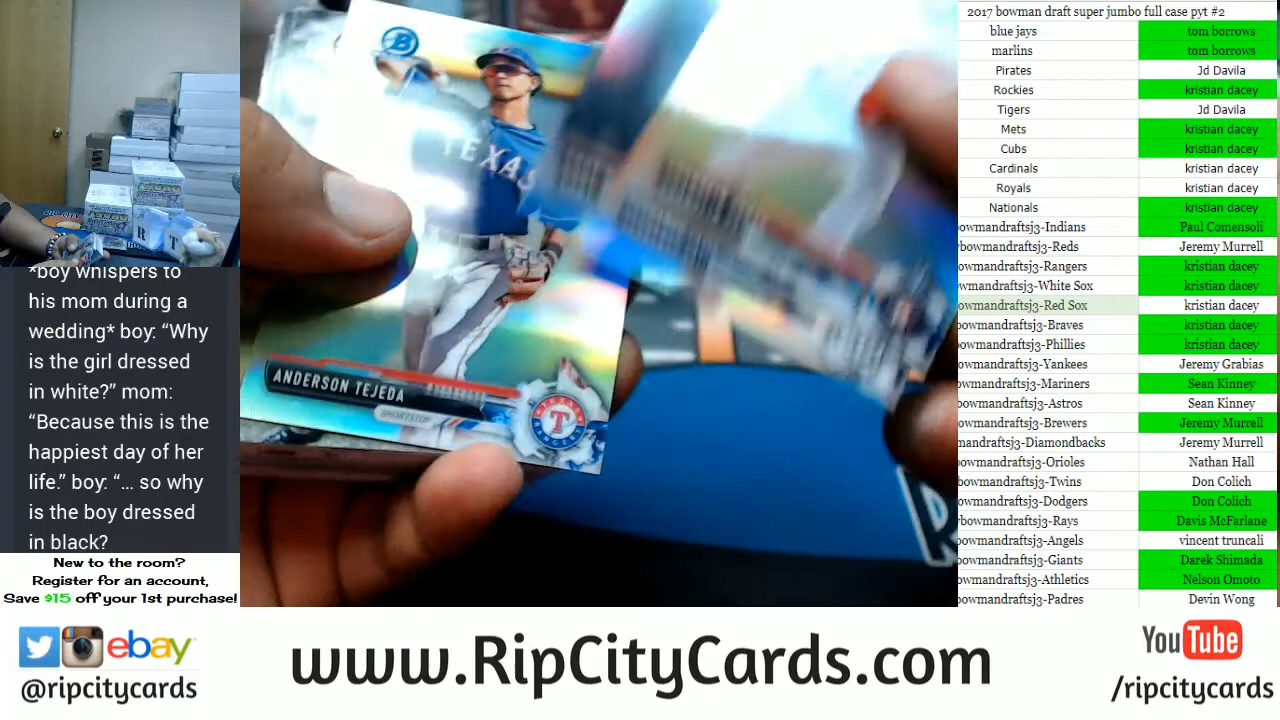 2017 bowman draft super jumbo full case pyt #2
blue jays tom borrows
marlins tom borrows
Pirates Jd Davila
Rockies kristian dacey
Tigers Jd Davila
Mets kristian dacey
Cubs kristian dacey
Cardinals kristian dacey
Royals kristian dacey
Nationals kristian dacey
bowmandraftsj3-Indians Paul Comensoli
bowmandraftsj3-Reds Jeremy Murrell
bowmandraftsj3-Rangers kristian dacey
bowmandraftsj3-White Sox kristian dacey
owmandraftsj3-Red Sox kristian dacey
bowmandraftsj3-Braves kristian dacey
bowmandraftsj3-Phillies kristian dacey
bowmandraftsj3-Yankees Jeremy Grabias
bowmandraftsj3-Mariners Sean Kinney
bowmandraftsj3-Astros Sean Kinney
bowmandraftsj3-Brewers Jeremy Murrell
mandraftsj3-Diamondbacks Jeremy Murrell
bowmandraftsj3-Orioles Nathan Hall
bowmandraftsj3-Twins Don Colich
bowmandraftsj3-Dodgers Don Colich
bowmandraftsj3-Rays Davis McFarlane
bowmandraftsj3-Angels vincent truncali
bowmandraftsj3-Giants Darek Shimada
owmandraftsj3-Athletics Nelson Omoto
bowmandraftsj3-Padres Devin Wong
B
TEXAS
ANDERSON TEJEDA
SHORTSTOP
T
*boy whispers to
his mom during a
wedding* boy: “Why
is the girl dressed
in white?” mom:
“Because this is the
happiest day of her
life.” boy: “... so why
is the boy dressed
in black?
New to the room?
Register for an account,
Save $15 off your 1st purchase!
ebay
@ripcitycards
www.RipCityCards.com
YouTube
/ripcitycards